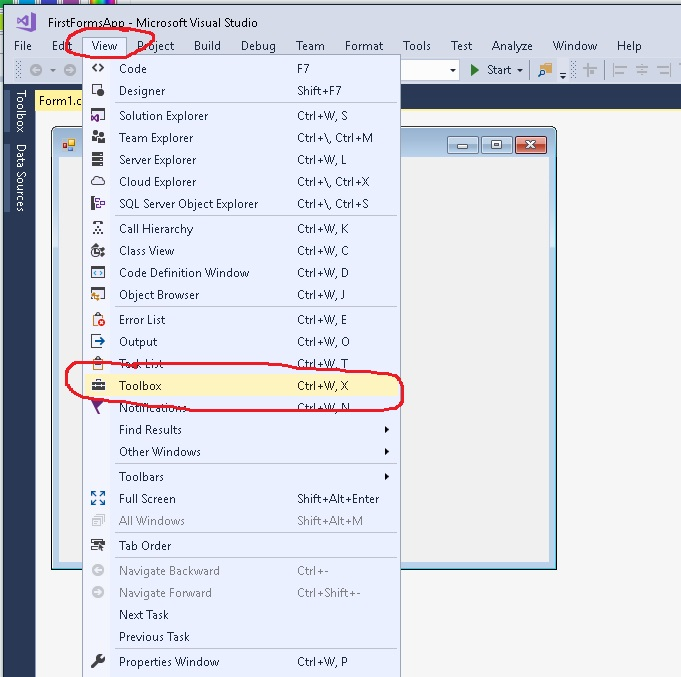 FirstFormsApp - Microsoft Visual Studio
File Edit View Project Build Debug Team Format Tools Test Analyze Window Help
Start
Toolbox
Data Sources
Form1.c
Code F7
Designer Shift+F7
Solution Explorer Ctrl+W, S
Team Explorer Ctrl+\, Ctrl+M
Server Explorer Ctrl+W, L
Cloud Explorer Ctrl+\, Ctrl+X
SQL Server Object Explorer Ctrl+\, Ctrl+S
Call Hierarchy Ctrl+W, K
Class View Ctrl+W, C
Code Definition Window Ctrl+W, D
Object Browser Ctrl+W, J
Error List Ctrl+W, E
Output Ctrl+W, O
Task List Ctrl+W, T
Toolbox Ctrl+W, X
Notifications Ctrl+W, N
Find Results
Other Windows
Toolbars
Full Screen Shift+Alt+Enter
All Windows Shift+Alt+M
Tab Order
Navigate Backward Ctrl+-
Navigate Forward Ctrl+Shift+-
Next Task
Previous Task
Properties Window Ctrl+W, P